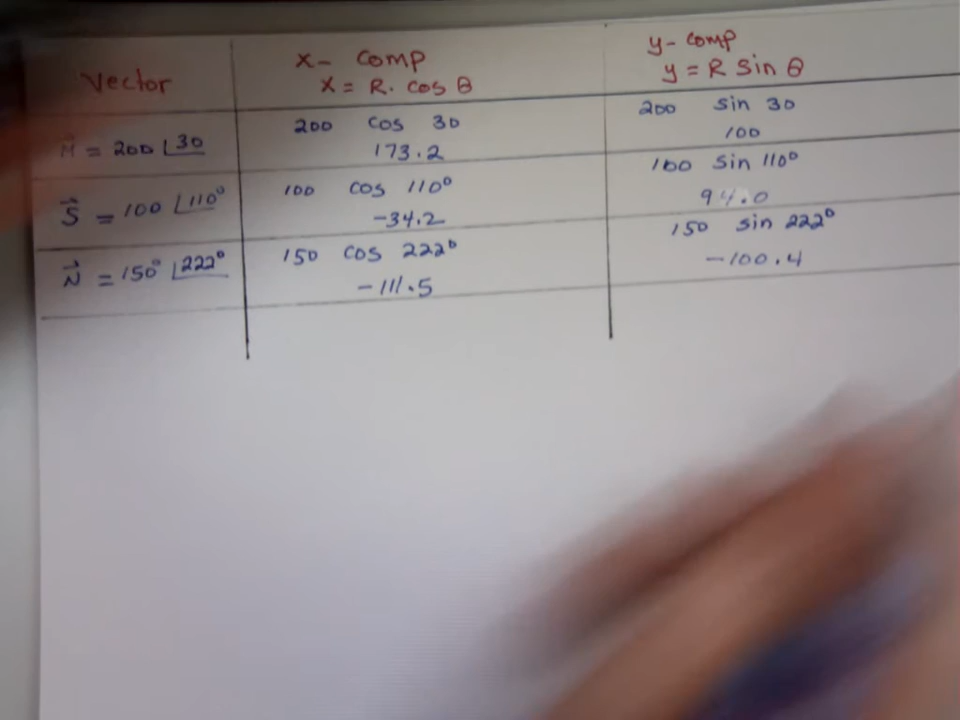 Vector
x- comp
x = R. cos θ
y- comp
y = R sin θ
= 200 ∠30
200 cos 30
173.2
200 sin 30
100
S⃗ = 100 ∠110°
100 cos 110°
-34.2
100 sin 110°
94.0
N⃗ = 150° ∠222°
150 cos 222°
-111.5
150 sin 222°
-100.4